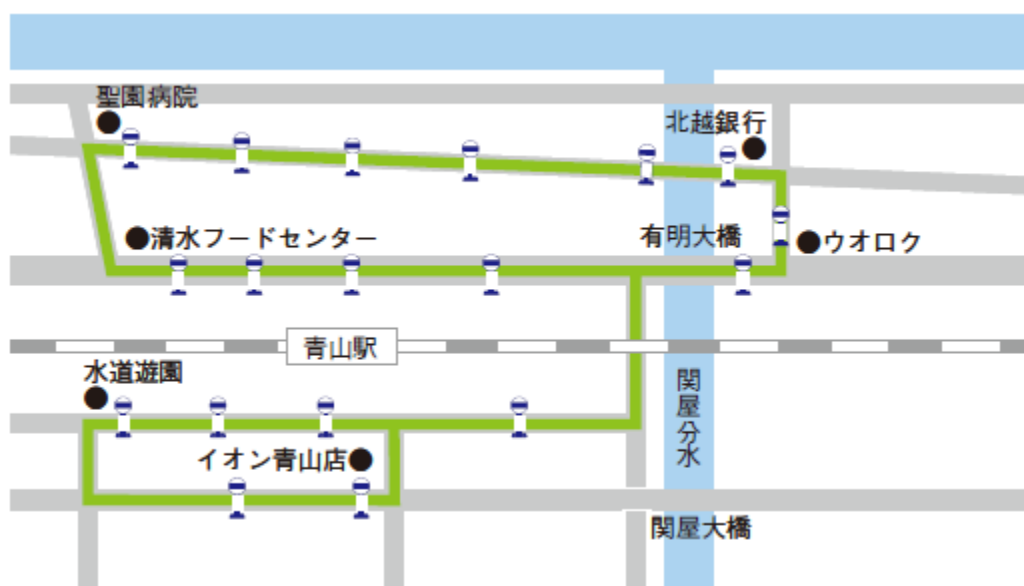 聖園病院
北越銀行
清水フードセンター
有明大橋
ウオロク
青山駅
水道遊園
関屋分水
イオン青山店
関屋大橋